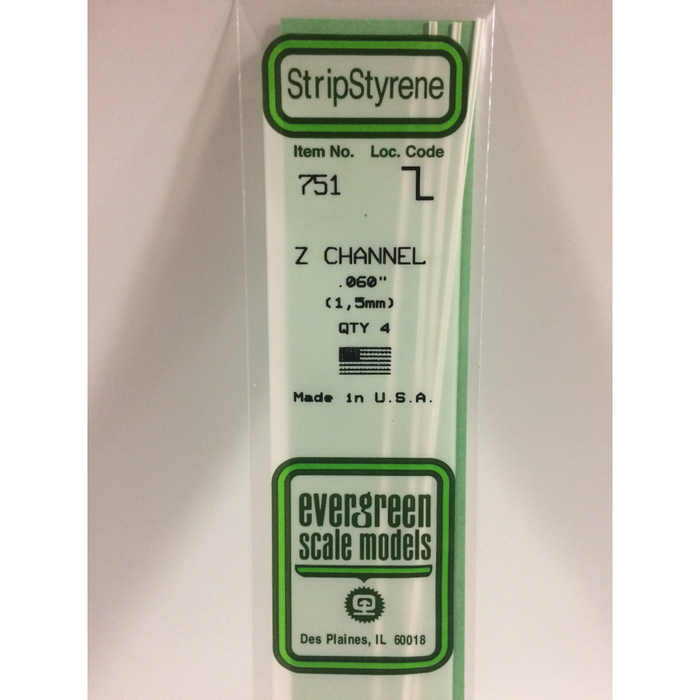 StripStyrene
Item No. Loc. Code
751
Z CHANNEL
.060"
(1,5mm)
QTY 4
Made in U.S.A.
evergreen
scale models
Des Plaines, IL 60018